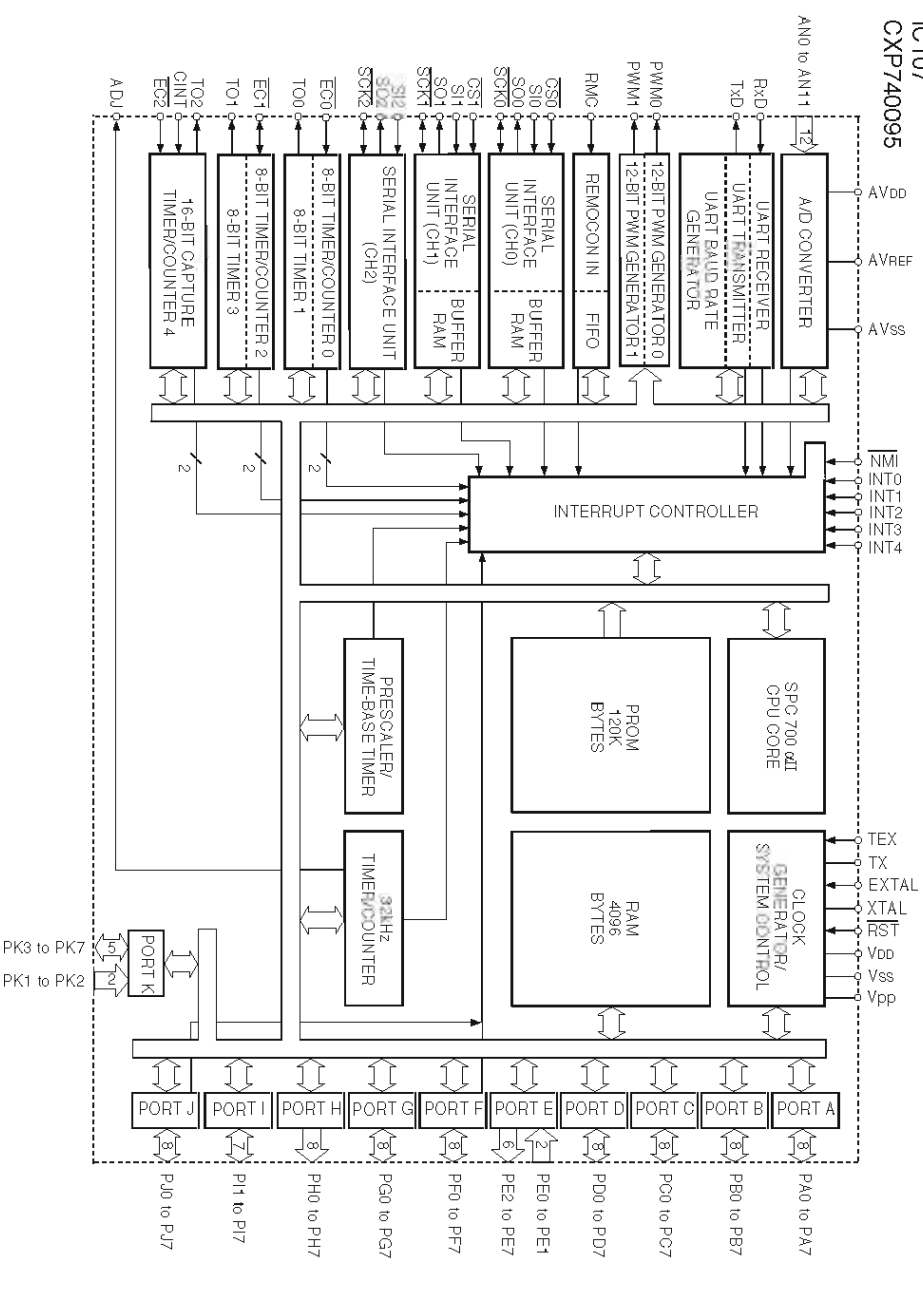 IC107
CXP740095
AN0 to AN11
12
AVDD
AVREF
AVSS
ADJ
EC2
CINT
TO2
TO1
EC1
TO0
EC0
SCK2
SO2
SI2
SCK1
SO1
SI1
CS1
SCK0
SO0
SI0
CS0
RMC
PWM1
PWM0
TxD
RxD
16-BIT CAPTURE
TIMER/COUNTER 4
8-BIT TIMER/COUNTER 2
8-BIT TIMER 3
8-BIT TIMER/COUNTER 0
8-BIT TIMER 1
SERIAL INTERFACE UNIT
(CH2)
SERIAL
INTERFACE
UNIT (CH1)
BUFFER
RAM
SERIAL
INTERFACE
UNIT (CH0)
BUFFER
RAM
REMOCON IN
FIFO
12-BIT PWM GENERATOR 0
12-BIT PWM GENERATOR 1
UART RECEIVER
UART TRANSMITTER
UART BAUD RATE
GENERATOR
A/D CONVERTER
2
2
2
INTERRUPT CONTROLLER
NMI
INT0
INT1
INT2
INT3
INT4
PRESCALER/
TIME-BASE TIMER
PROM
120K
BYTES
SPC 700 αII
CPU CORE
32kHz
TIMER/COUNTER
RAM
4096
BYTES
CLOCK
GENERATOR/
SYSTEM CONTROL
TEX
TX
EXTAL
XTAL
RST
VDD
VSS
Vpp
PK3 to PK7
5
PK1 to PK2
2
PORT K
PORT J
PORT I
PORT H
PORT G
PORT F
PORT E
PORT D
PORT C
PORT B
PORT A
8
7
8
8
8
6
2
8
8
8
8
PJ0 to PJ7
PI1 to PI7
PH0 to PH7
PG0 to PG7
PF0 to PF7
PE2 to PE7
PE0 to PE1
PD0 to PD7
PC0 to PC7
PB0 to PB7
PA0 to PA7